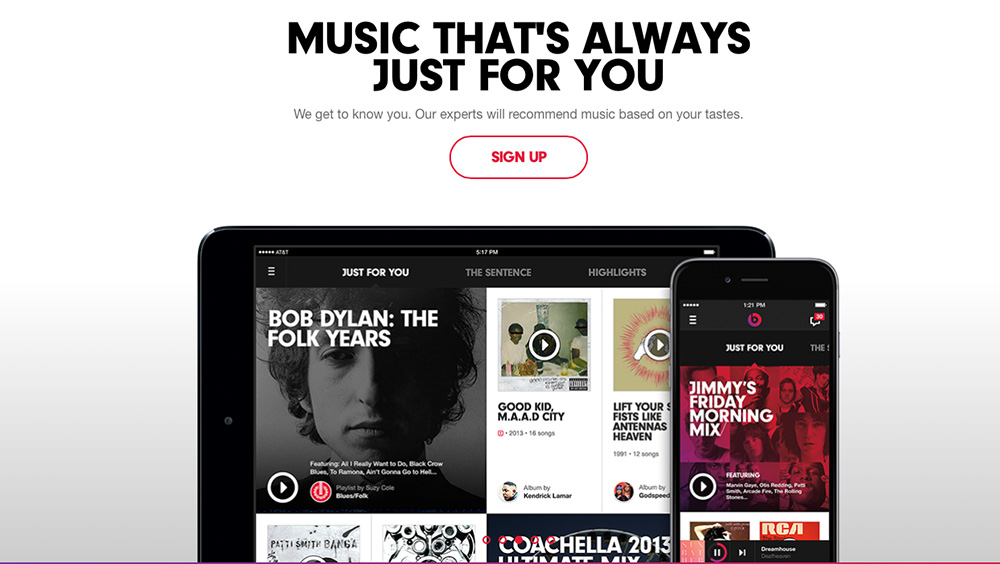 MUSIC THAT'S ALWAYS
JUST FOR YOU
We get to know you. Our experts will recommend music based on your tastes.
SIGN UP
AT&T
5:17 PM
JUST FOR YOU
THE SENTENCE
HIGHLIGHTS
BOB DYLAN: THE
FOLK YEARS
Featuring: All I Really Want to Do, Black Crow
Blues, To Ramona, Ain't Gonna Go to Hell...
Playlist by Suzy Cole
Blues/Folk
GOOD KID,
M.A.A.D CITY
• 2013 • 16 songs
Album by
Kendrick Lamar
LIFT YOUR S
FISTS LIKE
ANTENNAS
HEAVEN
1991 • 12 songs
Album by
Godspeed
PATTI SMITH BANGA
COACHELLA 2013
ULTIMATE MIX
1:21 PM
30
JUST FOR YOU
THE S
JIMMY'S
FRIDAY
MORNING
MIX
FEATURING
Marvin Gaye, Otis Redding, Patti
Smith, Arcade Fire, The Rolling
Stones...
RCA
Dreamhouse
Deafheaven